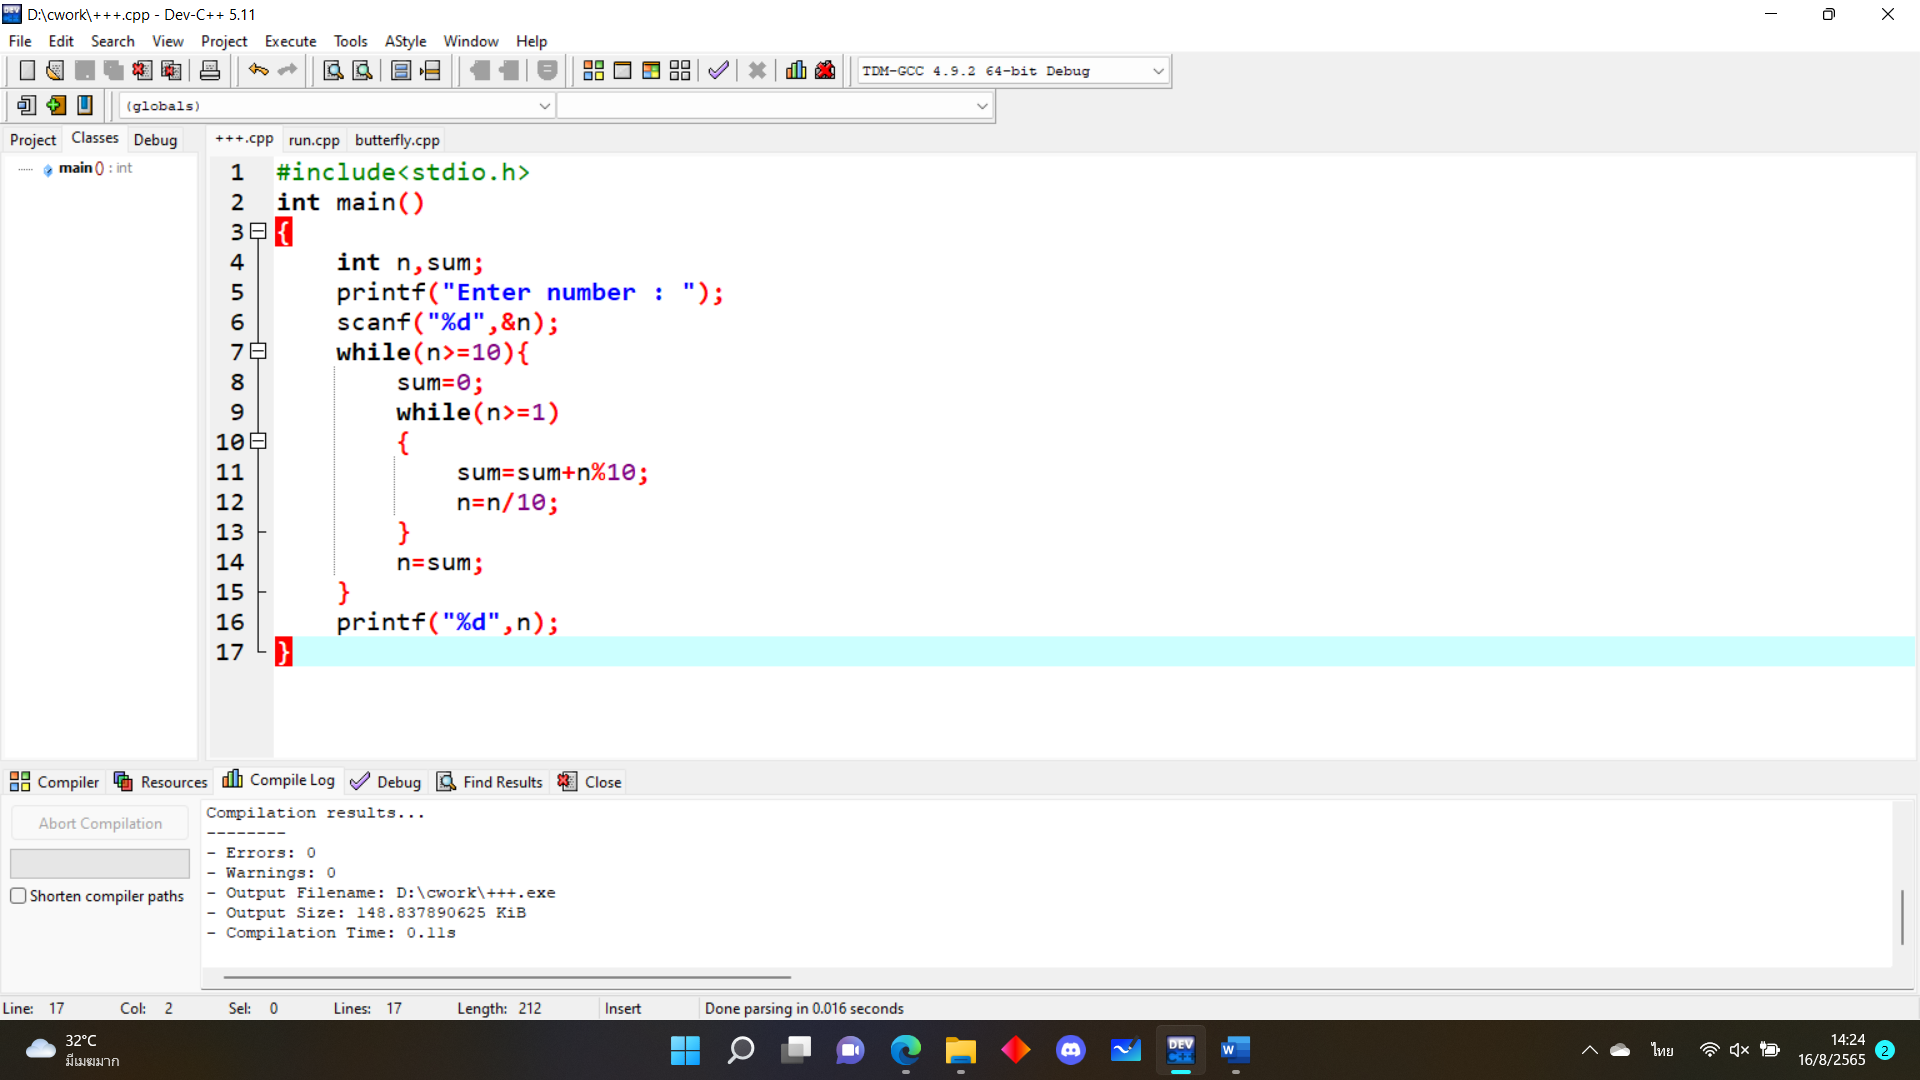 D:\cwork\+++.cpp - Dev-C++ 5.11
File Edit Search View Project Execute Tools AStyle Window Help
TDM-GCC 4.9.2 64-bit Debug
(globals)
Project Classes Debug
+++.cpp run.cpp butterfly.cpp
main () : int
1 #include<stdio.h>
2 int main()
3 {
4 int n,sum;
5 printf("Enter number : ");
6 scanf("%d",&n);
7 while(n>=10){
8 sum=0;
9 while(n>=1)
10 {
11 sum=sum+n%10;
12 n=n/10;
13 }
14 n=sum;
15 }
16 printf("%d",n);
17 }
Compiler Resources Compile Log Debug Find Results Close
Abort Compilation
Shorten compiler paths
Compilation results...
--------
- Errors: 0
- Warnings: 0
- Output Filename: D:\cwork\+++.exe
- Output Size: 148.837890625 KiB
- Compilation Time: 0.11s
Line: 17 Col: 2 Sel: 0 Lines: 17 Length: 212 Insert Done parsing in 0.016 seconds
32°C
มีเมฆมาก
DEV C++
W
ไทย
14:24
16/8/2565
2